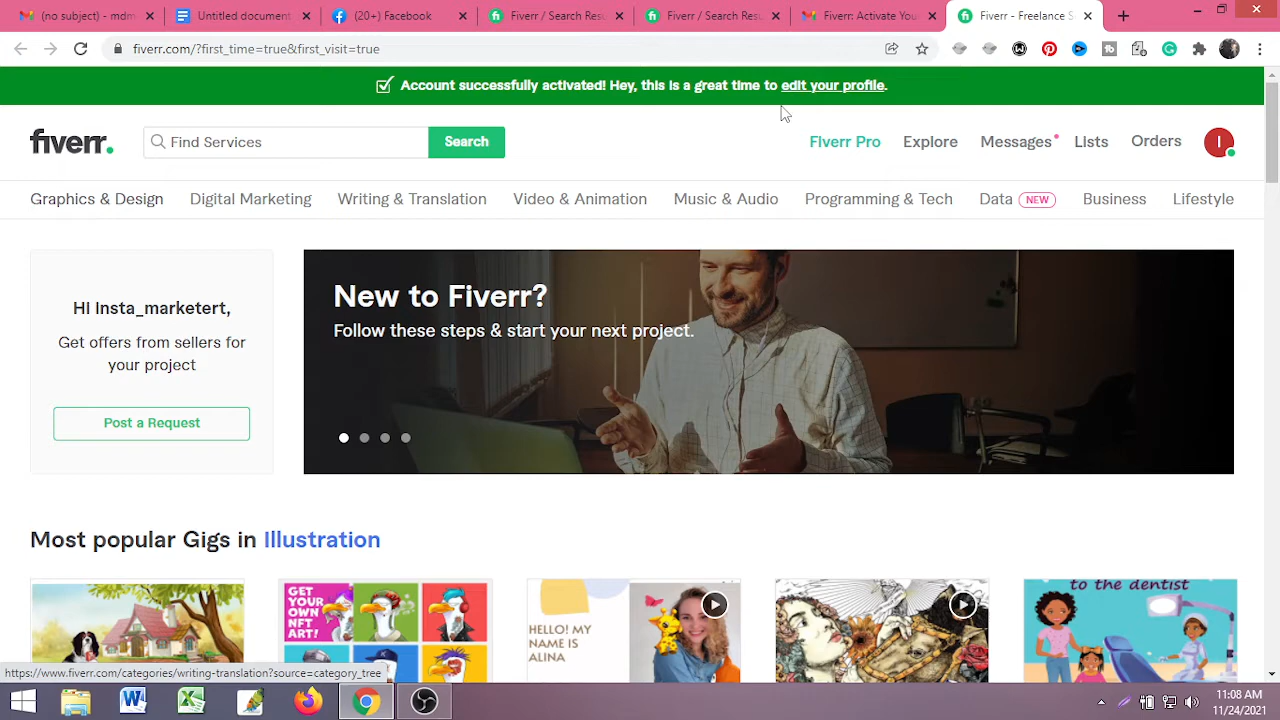 (no subject) - mdm
Untitled document
(20+) Facebook
Fiverr / Search Resu
Fiverr / Search Resu
Fiverr: Activate You
Fiverr - Freelance S
fiverr.com/?first_time=true&first_visit=true
Account successfully activated! Hey, this is a great time to edit your profile.
fiverr.
Find Services
Search
Fiverr Pro
Explore
Messages
Lists
Orders
I
Graphics & Design
Digital Marketing
Writing & Translation
Video & Animation
Music & Audio
Programming & Tech
Data NEW
Business
Lifestyle
Hi Insta_marketert,
Get offers from sellers for
your project
Post a Request
New to Fiverr?
Follow these steps & start your next project.
Most popular Gigs in Illustration
GET
YOUR
OWN
NFT
ART!
HELLO! MY
NAME IS
ALINA
to the dentist
https://www.fiverr.com/categories/writing-translation?source=category_tree
11:08 AM
11/24/2021